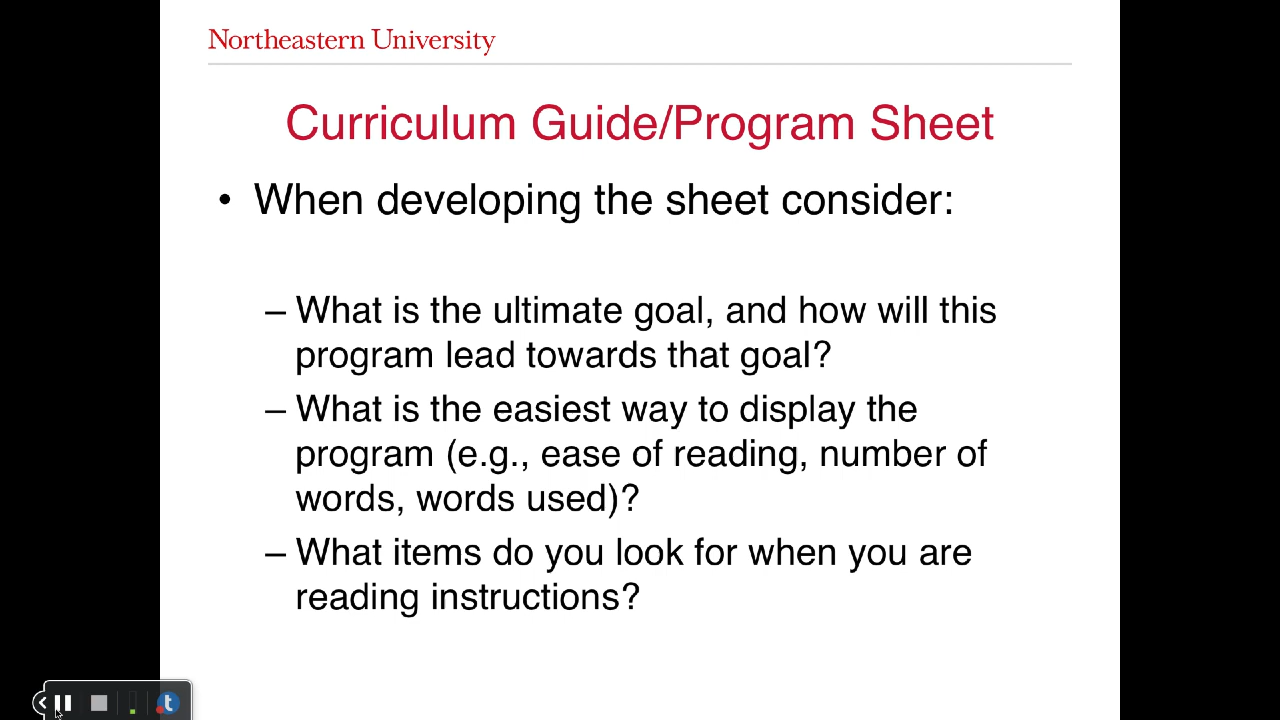 Northeastern University
Curriculum Guide/Program Sheet
• When developing the sheet consider:
– What is the ultimate goal, and how will this
program lead towards that goal?
– What is the easiest way to display the
program (e.g., ease of reading, number of
words, words used)?
– What items do you look for when you are
reading instructions?
t